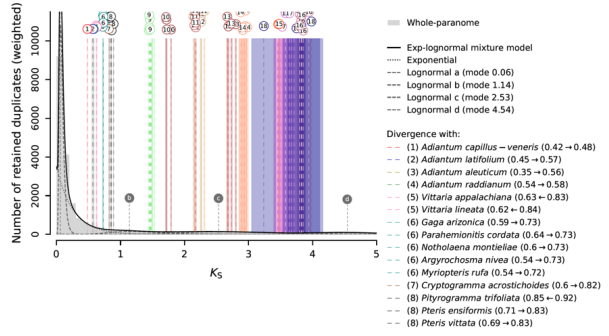 Number of retained duplicates (weighted)
10000
8000
6000
4000
2000
0
0
1
2
3
4
5
K_S
b
c
d
Whole-paranome
Exp-lognormal mixture model
Exponential
Lognormal a (mode 0.06)
Lognormal b (mode 1.14)
Lognormal c (mode 2.53)
Lognormal d (mode 4.54)
Divergence with:
(1) Adiantum capillus−veneris (0.42→0.48)
(2) Adiantum latifolium (0.45→0.57)
(3) Adiantum aleuticum (0.35→0.56)
(4) Adiantum raddianum (0.54→0.58)
(5) Vittaria appalachiana (0.63←0.83)
(5) Vittaria lineata (0.62←0.84)
(6) Gaga arizonica (0.59→0.73)
(6) Parahemionitis cordata (0.64→0.73)
(6) Notholaena montieliae (0.6→0.73)
(6) Argyrochosma nivea (0.54→0.73)
(6) Myriopteris rufa (0.54→0.72)
(7) Cryptogramma acrostichoides (0.6→0.82)
(8) Pityrogramma trifoliata (0.85←0.92)
(8) Pteris ensiformis (0.71→0.83)
(8) Pteris vittata (0.69→0.83)